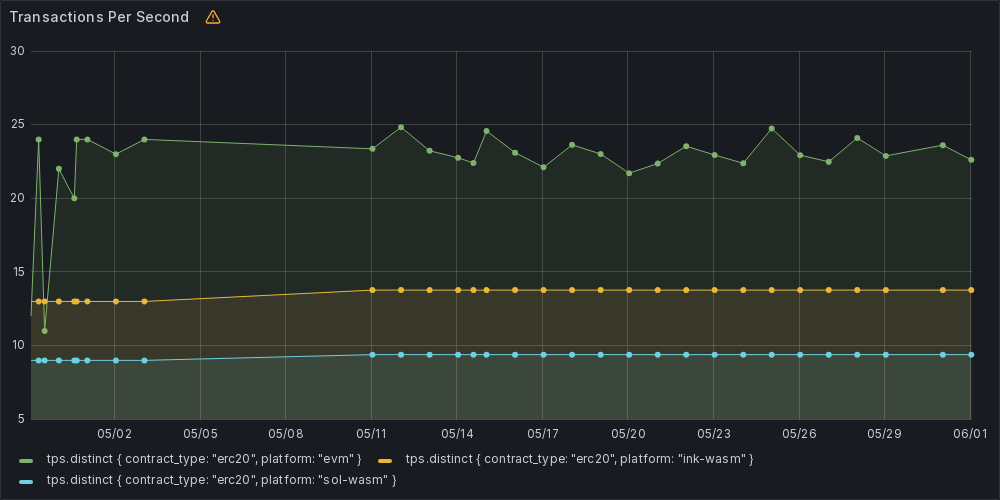 Transactions Per Second
30
25
20
15
10
5
05/02 05/05 05/08 05/11 05/14 05/17 05/20 05/23 05/26 05/29 06/01
tps.distinct { contract_type: "erc20", platform: "evm" } tps.distinct { contract_type: "erc20", platform: "ink-wasm" }
tps.distinct { contract_type: "erc20", platform: "sol-wasm" }